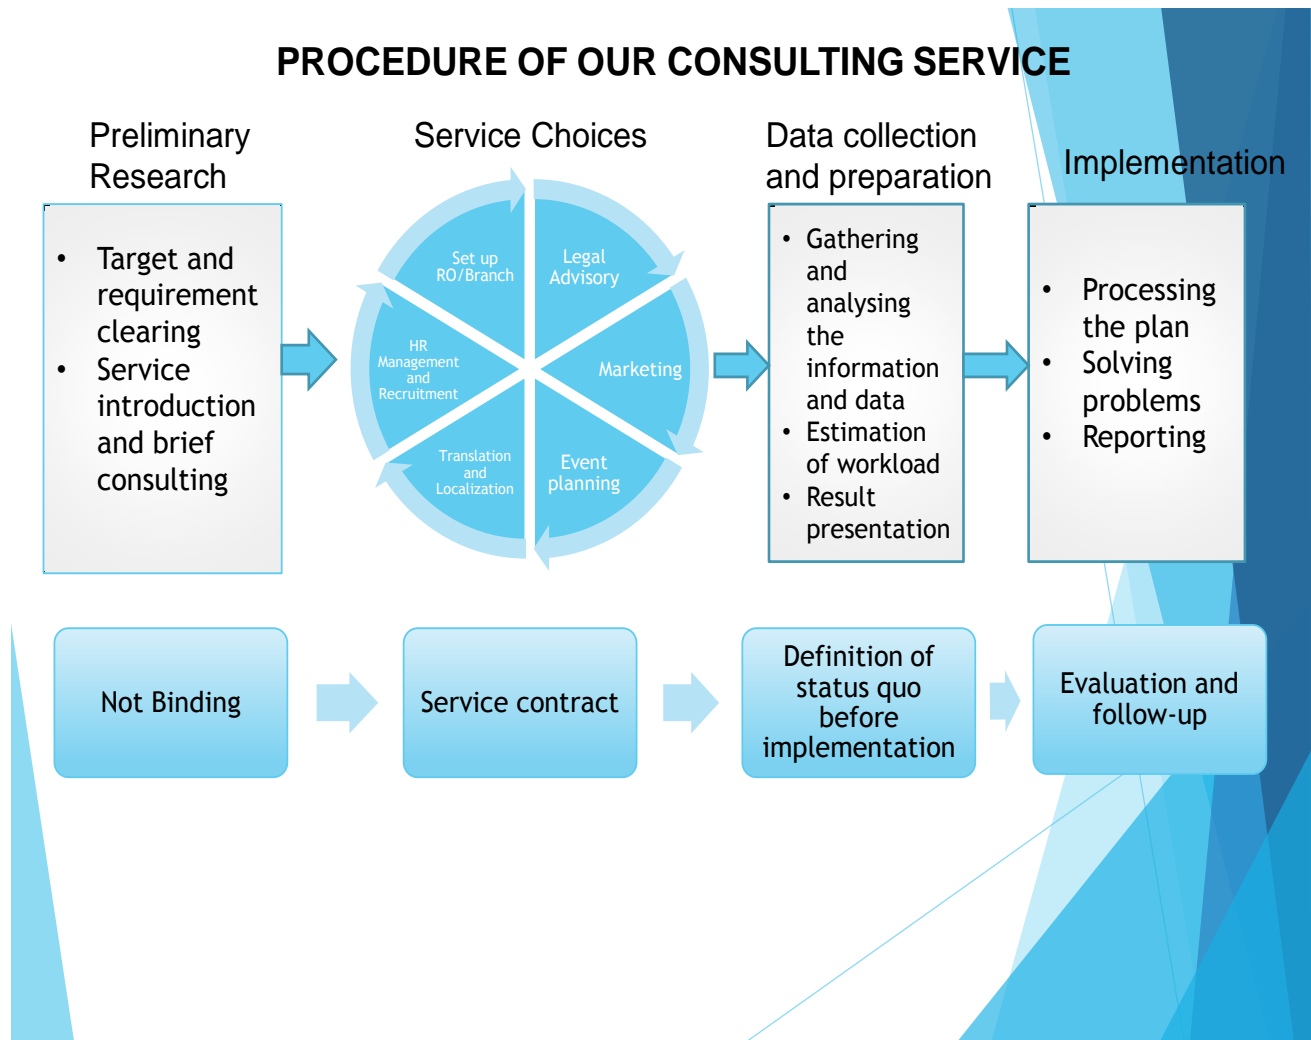 PROCEDURE OF OUR CONSULTING SERVICE
Preliminary
Research
• Target and
requirement
clearing
• Service
introduction
and brief
consulting
Service Choices
Set up
RO/Branch
Legal
Advisory
Marketing
Event
planning
Translation
and
Localization
HR
Management
and
Recruitment
Data collection
and preparation
• Gathering
and
analysing
the
information
and data
• Estimation
of workload
• Result
presentation
Implementation
• Processing
the plan
• Solving
problems
• Reporting
Not Binding
Service contract
Definition of
status quo
before
implementation
Evaluation and
follow-up